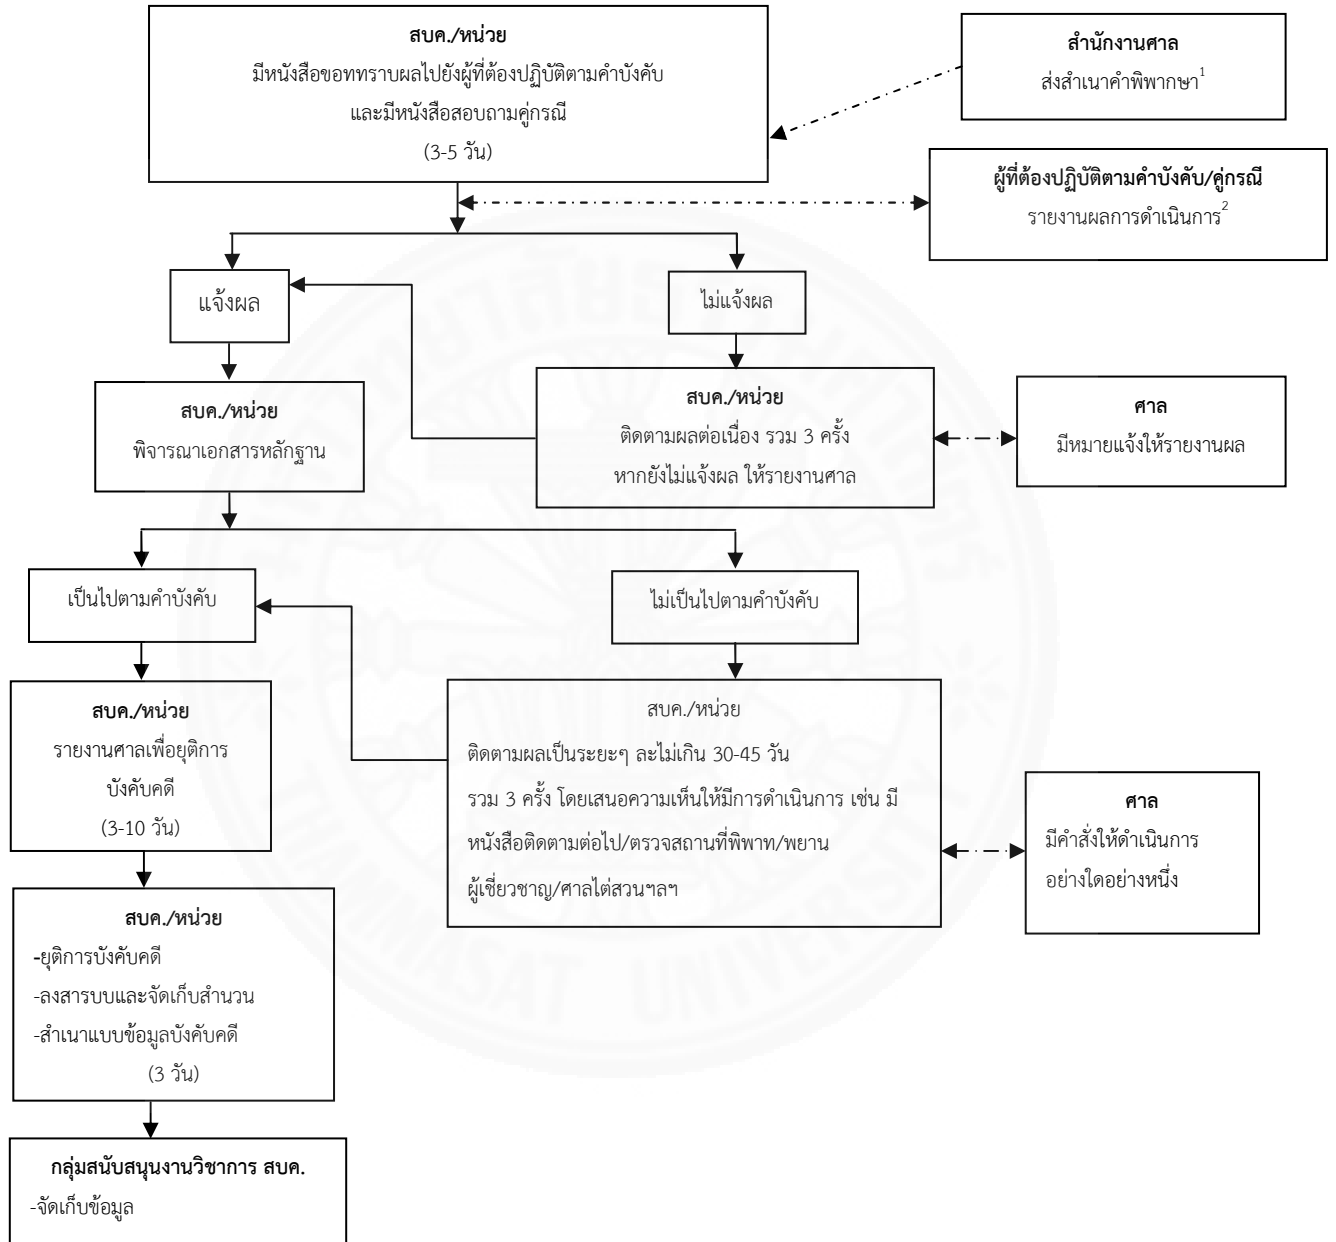 สบค./หน่วย
มีหนังสือขอททราบผลไปยังผู้ที่ต้องปฏิบัติตามคำบังคับ
และมีหนังสือสอบถามคู่กรณี
(3-5 วัน)
สำนักงานศาล
ส่งสำเนาคำพิพากษา1
ผู้ที่ต้องปฏิบัติตามคำบังคับ/คู่กรณี
รายงานผลการดำเนินการ2
แจ้งผล
ไม่แจ้งผล
สบค./หน่วย
พิจารณาเอกสารหลักฐาน
สบค./หน่วย
ติดตามผลต่อเนื่อง รวม 3 ครั้ง
หากยังไม่แจ้งผล ให้รายงานศาล
ศาล
มีหมายแจ้งให้รายงานผล
เป็นไปตามคำบังคับ
ไม่เป็นไปตามคำบังคับ
สบค./หน่วย
รายงานศาลเพื่อยุติการ
บังคับคดี
(3-10 วัน)
สบค./หน่วย
ติดตามผลเป็นระยะๆ ละไม่เกิน 30-45 วัน
รวม 3 ครั้ง โดยเสนอความเห็นให้มีการดำเนินการ เช่น มี
หนังสือติดตามต่อไป/ตรวจสถานที่พิพาท/พยาน
ผู้เชี่ยวชาญ/ศาลไต่สวนฯลฯ
ศาล
มีคำสั่งให้ดำเนินการ
อย่างใดอย่างหนึ่ง
สบค./หน่วย
-ยุติการบังคับคดี
-ลงสารบบและจัดเก็บสำนวน
-สำเนาแบบข้อมูลบังคับคดี
(3 วัน)
กลุ่มสนับสนุนงานวิชาการ สบค.
-จัดเก็บข้อมูล
THAMMASAT UNIVERSITY